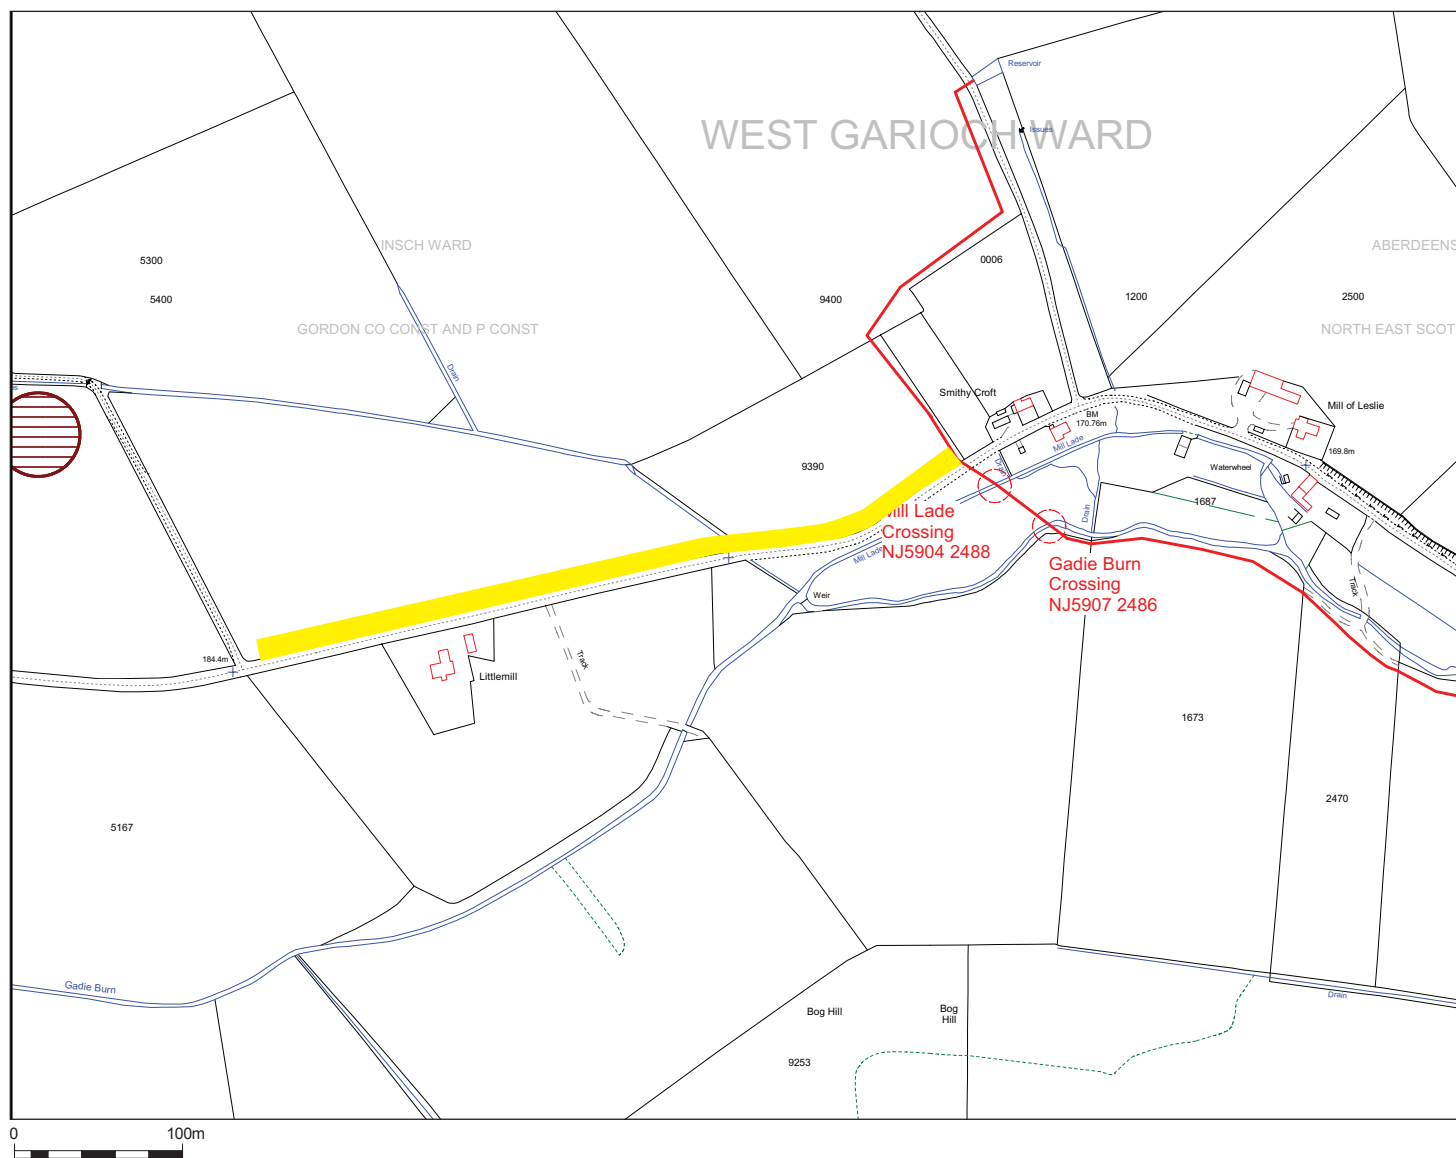 Reservoir
WEST GARIOCH WARD
Issues
INSCH WARD
ABERDEENS
5300
0006
5400
9400
1200
2500
GORDON CO CONST AND P CONST
NORTH EAST SCOT
Drain
Smithy Croft
Mill of Leslie
BM
170.76m
Mill Lade
169.8m
9390
Drain
Waterwheel
1687
Mill Lade
Crossing
NJ5904 2488
Drain
Mill Lade
Gadie Burn
Crossing
NJ5907 2486
Weir
Track
184.4m
Track
Littlemill
1673
2470
5167
Gadie Burn
Drain
Bog Hill
Bog
Hill
9253
0 100m